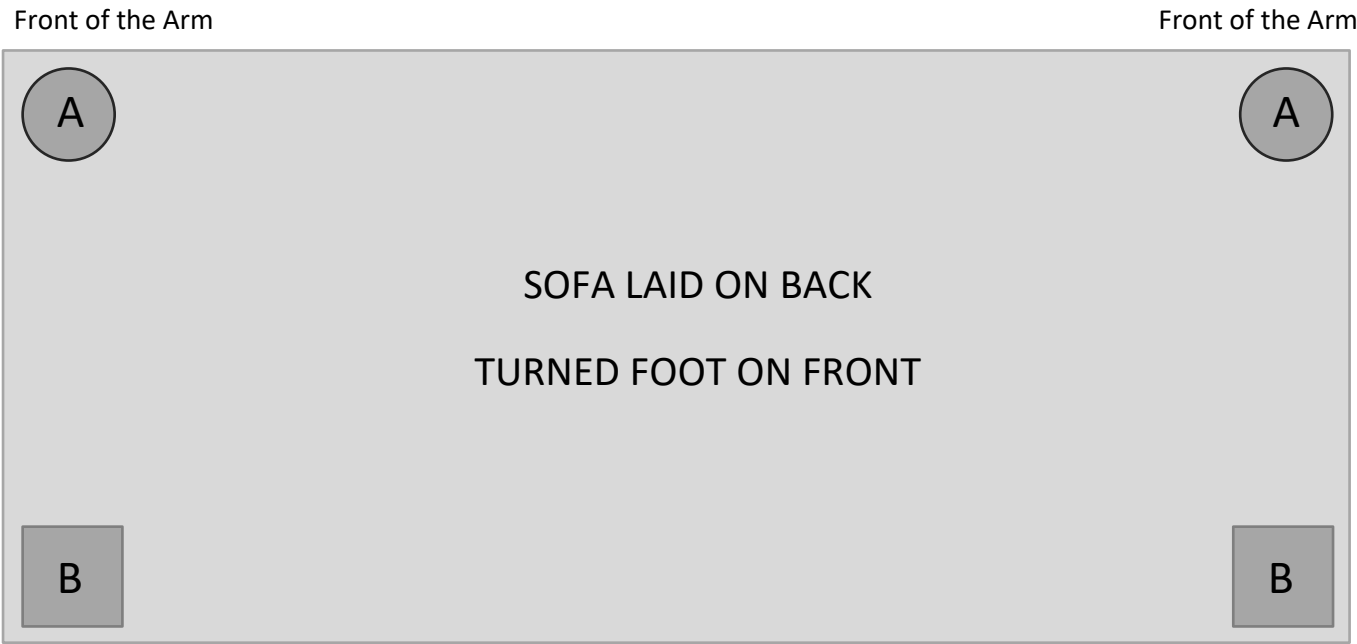 Front of the Arm
Front of the Arm
A
A
SOFA LAID ON BACK
TURNED FOOT ON FRONT
B
B